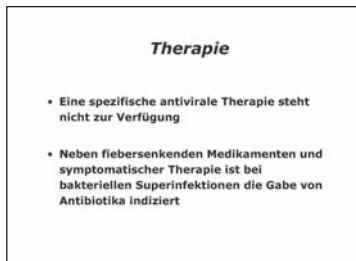 Therapie
• Eine spezifische antivirale Therapie steht
nicht zur Verfügung
• Neben fiebersenkenden Medikamenten und
symptomatischer Therapie ist bei
bakteriellen Superinfektionen die Gabe von
Antibiotika indiziert